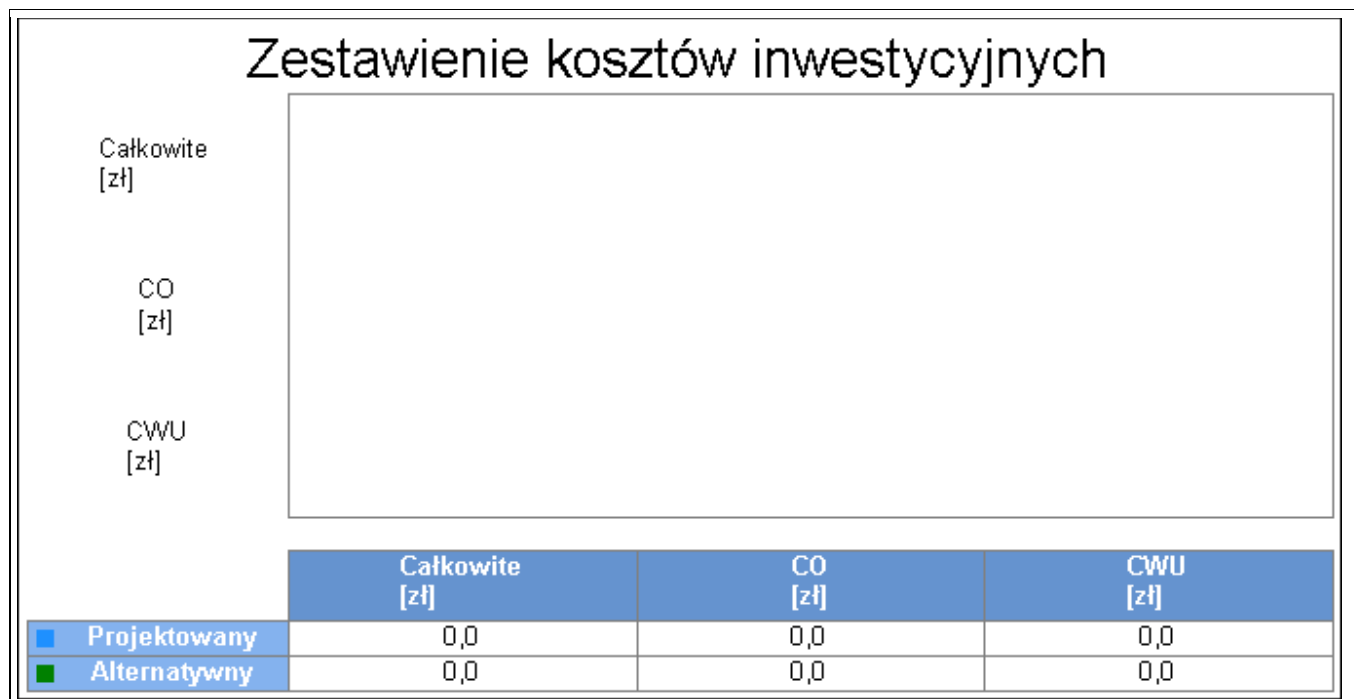 Zestawienie kosztów inwestycyjnych
Całkowite
[zł]
CO
[zł]
CWU
[zł]
Całkowite CO CWU
[zł] [zł] [zł]
Projektowany 0,0 0,0 0,0
Alternatywny 0,0 0,0 0,0